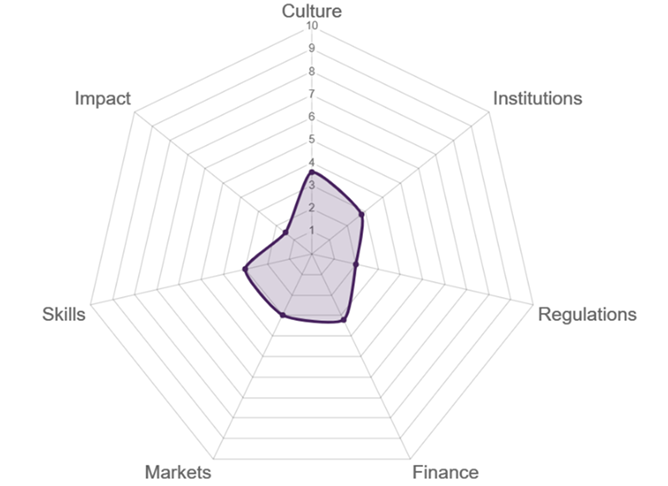 Culture
10
9
8
7
6
5
4
3
2
1
Impact
Institutions
Skills
Regulations
Markets
Finance